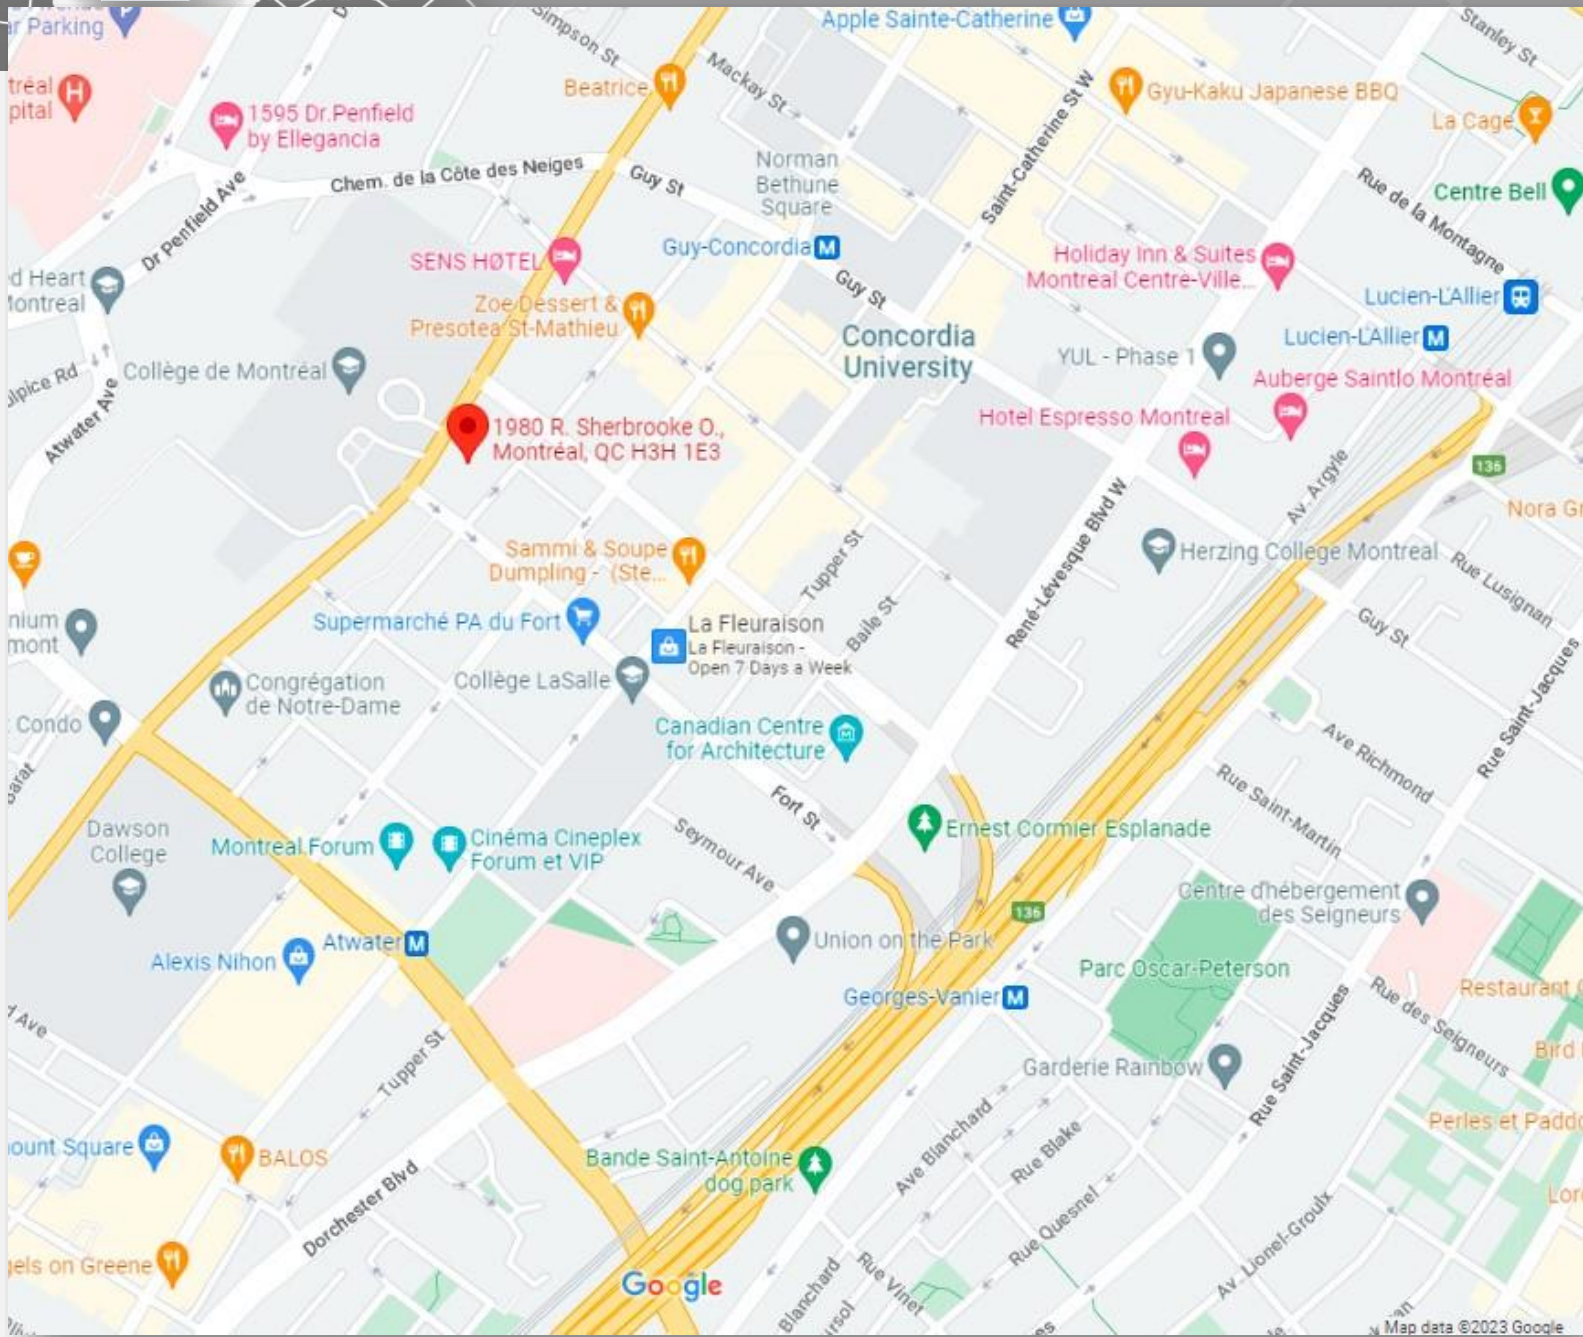 Simpson St
Apple Sainte-Catherine
Stanley St
Parking
Beatrice
Mackay St
Gyu-Kaku Japanese BBQ
La Cage
1595 Dr.Penfield
by Ellegancia
Chem. de la Côte des Neiges
Guy St
Norman
Bethune
Square
Saint-Catherine St W
Rue de la Montagne
Centre Bell
Dr Penfield Ave
SENS HØTEL
Guy-Concordia M
Guy St
Holiday Inn & Suites
Montreal Centre-Ville...
Heart
Zoe Dessert &
Presotea St-Mathieu
Lucien-L'Allier
Lucien-L'Allier M
Concordia
University
YUL - Phase 1
Collège de Montréal
Auberge Saintlo Montréal
Atwater Ave
Hotel Espresso Montreal
1980 R. Sherbrooke O.,
Montréal, QC H3H 1E3
136
Av. Argyle
René-Lévesque Blvd W
Tupper St
Sammi & Soupe
Dumpling - (Ste...
Herzing College Montreal
Rue Lusignan
Guy St
Supermarché PA du Fort
La Fleuraison
La Fleuraison -
Open 7 Days a Week
Baile St
Collège LaSalle
Congrégation
de Notre-Dame
Condo
Canadian Centre
for Architecture
Rue Saint-Jacques
Ave Richmond
Rue Saint-Martin
Fort St
Seymour Ave
Dawson
College
Montreal Forum
Cinéma Cineplex
Forum et VIP
Ernest Cormier Esplanade
Centre d'hébergement
des Seigneurs
136
Atwater M
Alexis Nihon
Union on the Park
Parc Oscar-Peterson
Georges-Vanier M
Rue des Seigneurs
Restaurant
Ave
Tupper St
Garderie Rainbow
Rue Saint-Jacques
Bird
Square
BALOS
Bande Saint-Antoine
dog park
Ave Blanchard
Rue Blake
Perles et
Dorchester Blvd
Rue Quesnel
Av. Lionel-Groulx
on Greene
Google
Blanchard
Rue Vinet
Map data ©2023 Google